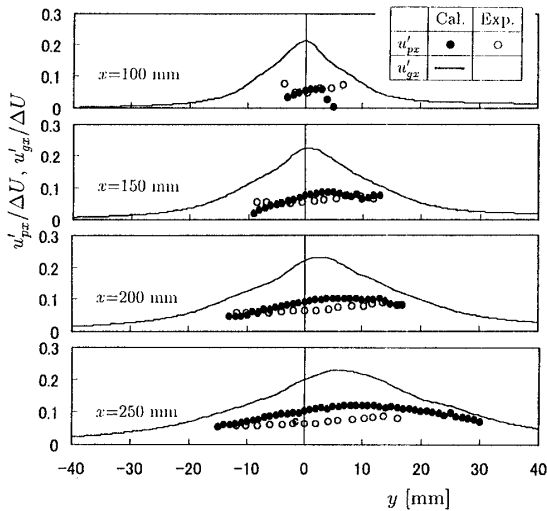 Cal. Exp.
u′px ● ○
u′gx —
u′px/ΔU, u′gx/ΔU
0.3
0.2
0.1
0
x=100 mm
0.3
0.2
0.1
0
x=150 mm
0.3
0.2
0.1
0
x=200 mm
0.3
0.2
0.1
0
x=250 mm
-40 -30 -20 -10 0 10 20 30 40
y [mm]